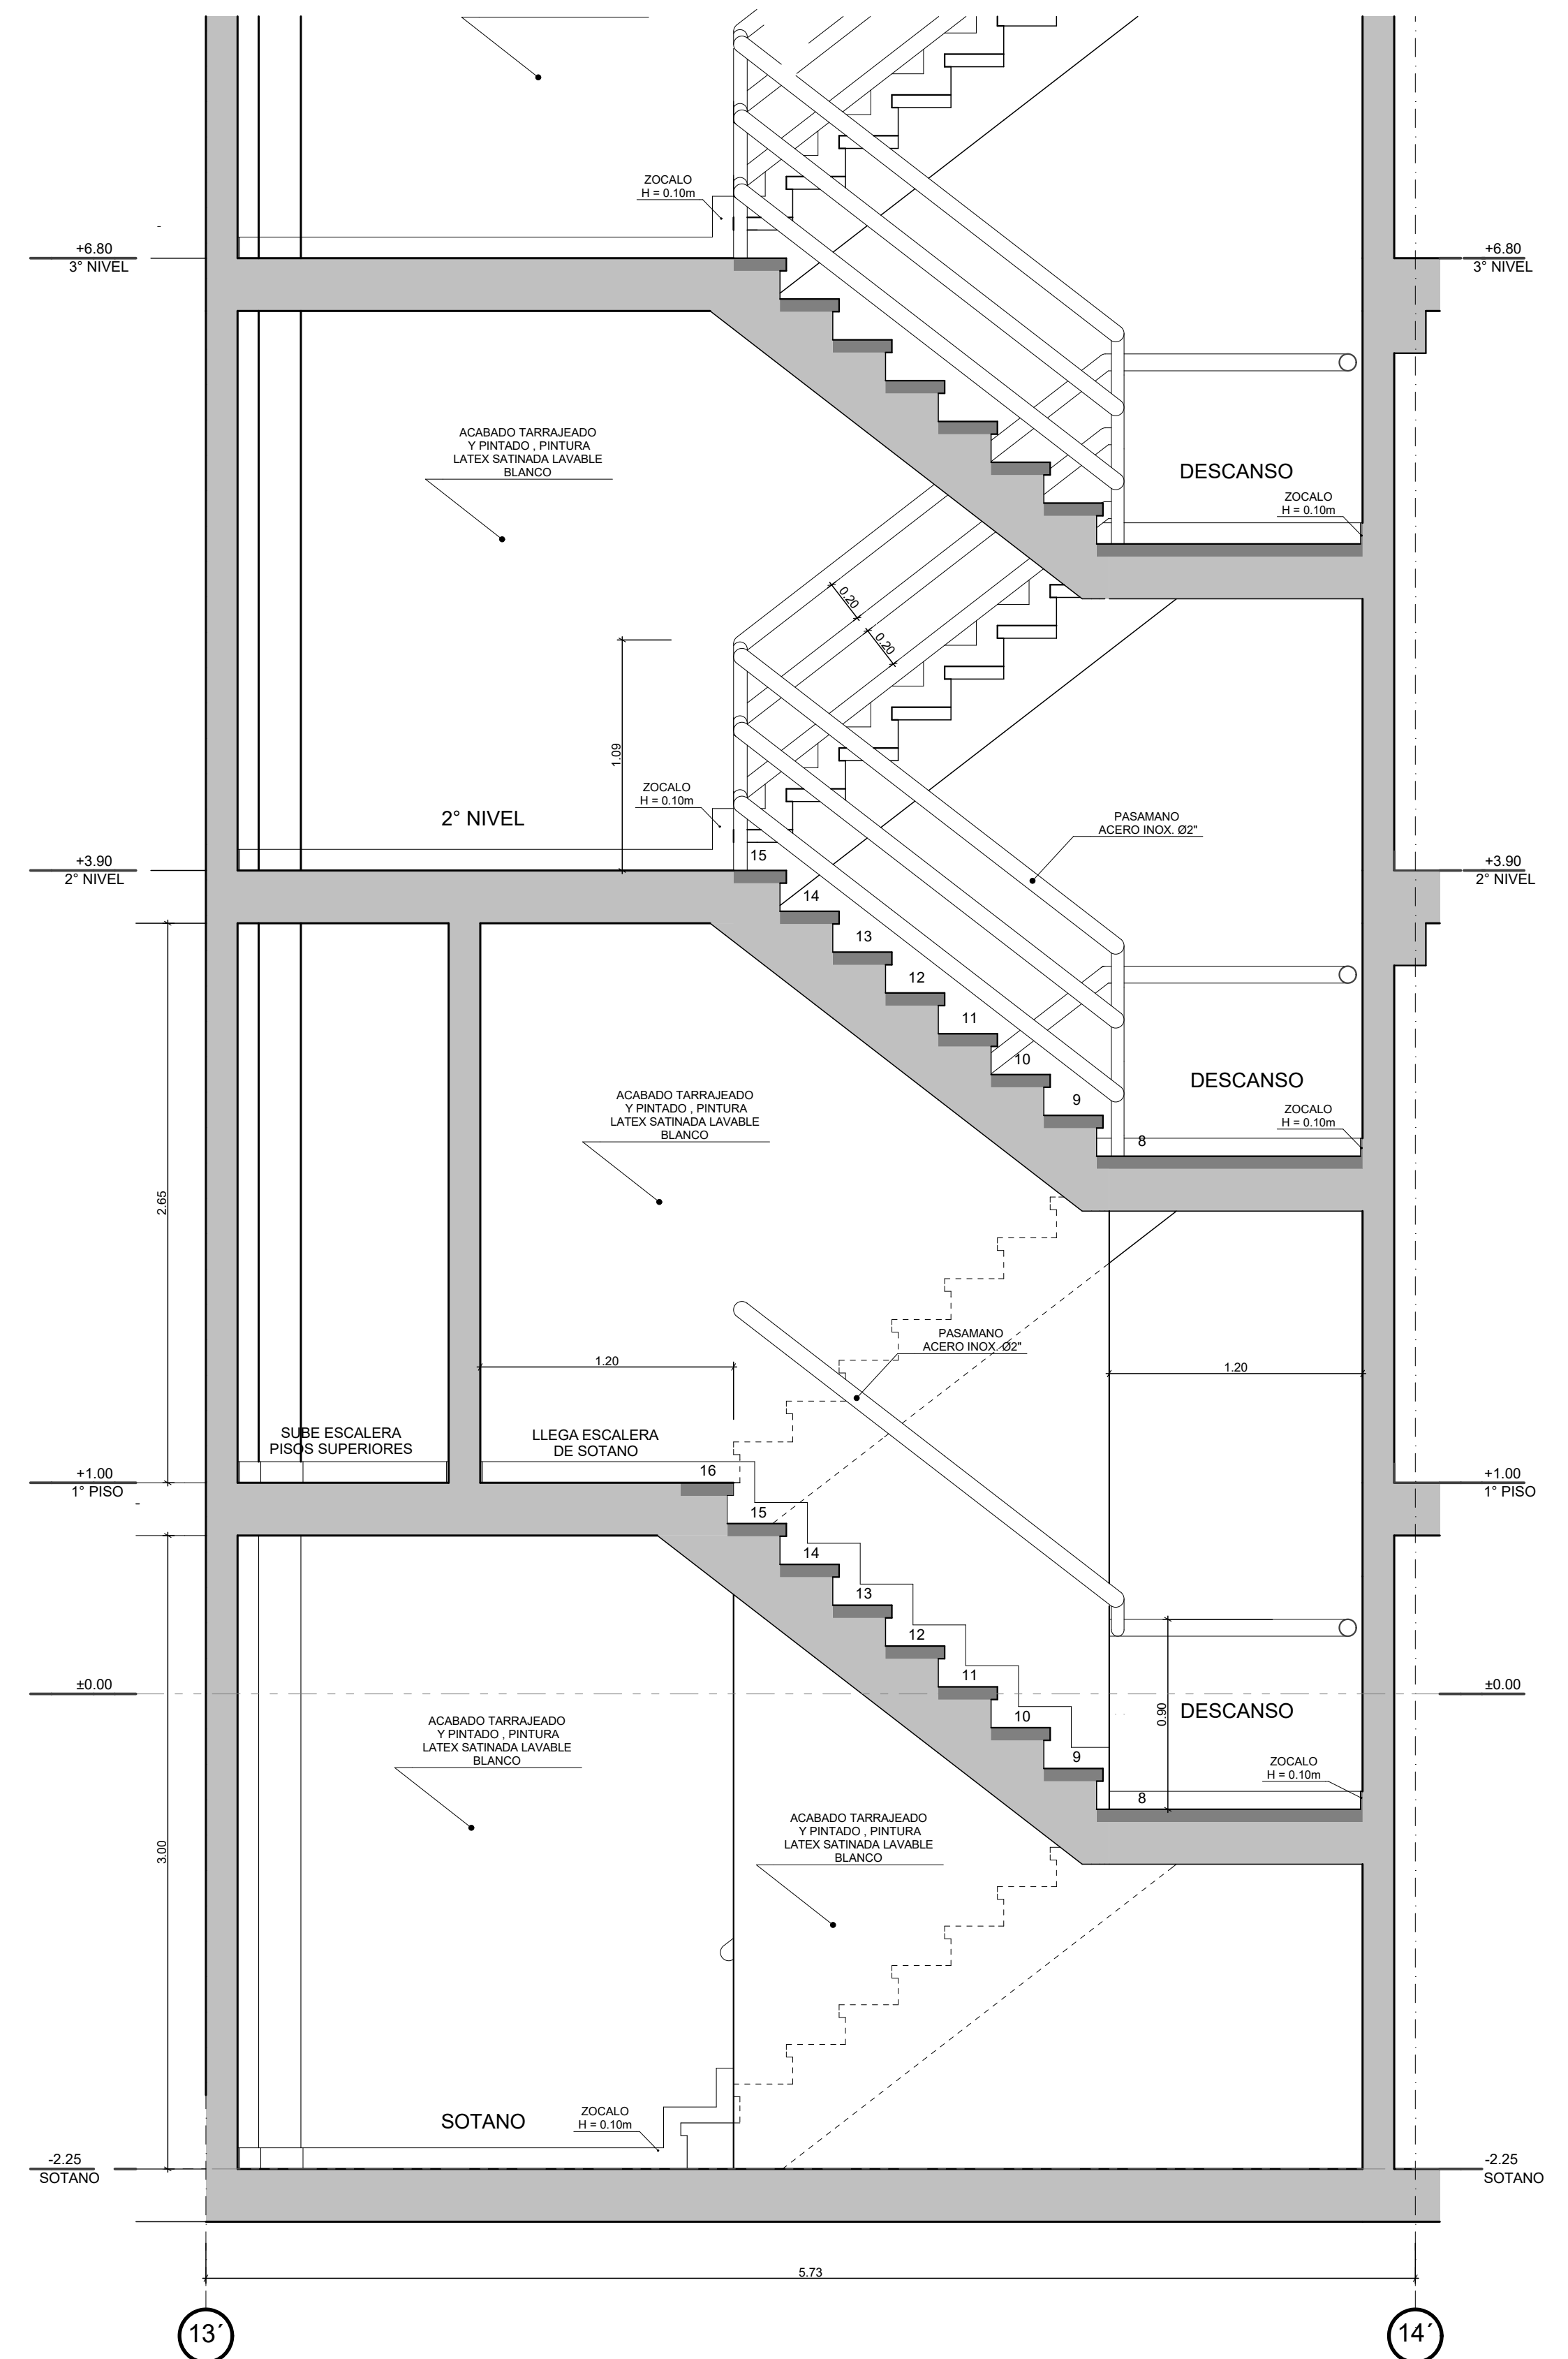 ZOCALO
H = 0.10m
+6.80
3° NIVEL
+6.80
3° NIVEL
ACABADO TARRAJEADO
Y PINTADO , PINTURA
LATEX SATINADA LAVABLE
BLANCO
DESCANSO
ZOCALO
H = 0.10m
0.20
0.20
1.09
ZOCALO
H = 0.10m
2° NIVEL
PASAMANO
ACERO INOX. Ø2"
15
+3.90
2° NIVEL
+3.90
2° NIVEL
14
13
12
11
10
9
8
DESCANSO
ZOCALO
H = 0.10m
ACABADO TARRAJEADO
Y PINTADO , PINTURA
LATEX SATINADA LAVABLE
BLANCO
2.65
PASAMANO
ACERO INOX. Ø2"
1.20
1.20
SUBE ESCALERA
PISOS SUPERIORES
LLEGA ESCALERA
DE SOTANO
+1.00
1° PISO
+1.00
1° PISO
16
15
14
13
12
11
10
9
8
±0.00
±0.00
0.90
DESCANSO
ZOCALO
H = 0.10m
ACABADO TARRAJEADO
Y PINTADO , PINTURA
LATEX SATINADA LAVABLE
BLANCO
ACABADO TARRAJEADO
Y PINTADO , PINTURA
LATEX SATINADA LAVABLE
BLANCO
3.00
SOTANO
ZOCALO
H = 0.10m
-2.25
SOTANO
-2.25
SOTANO
5.73
13´
14´